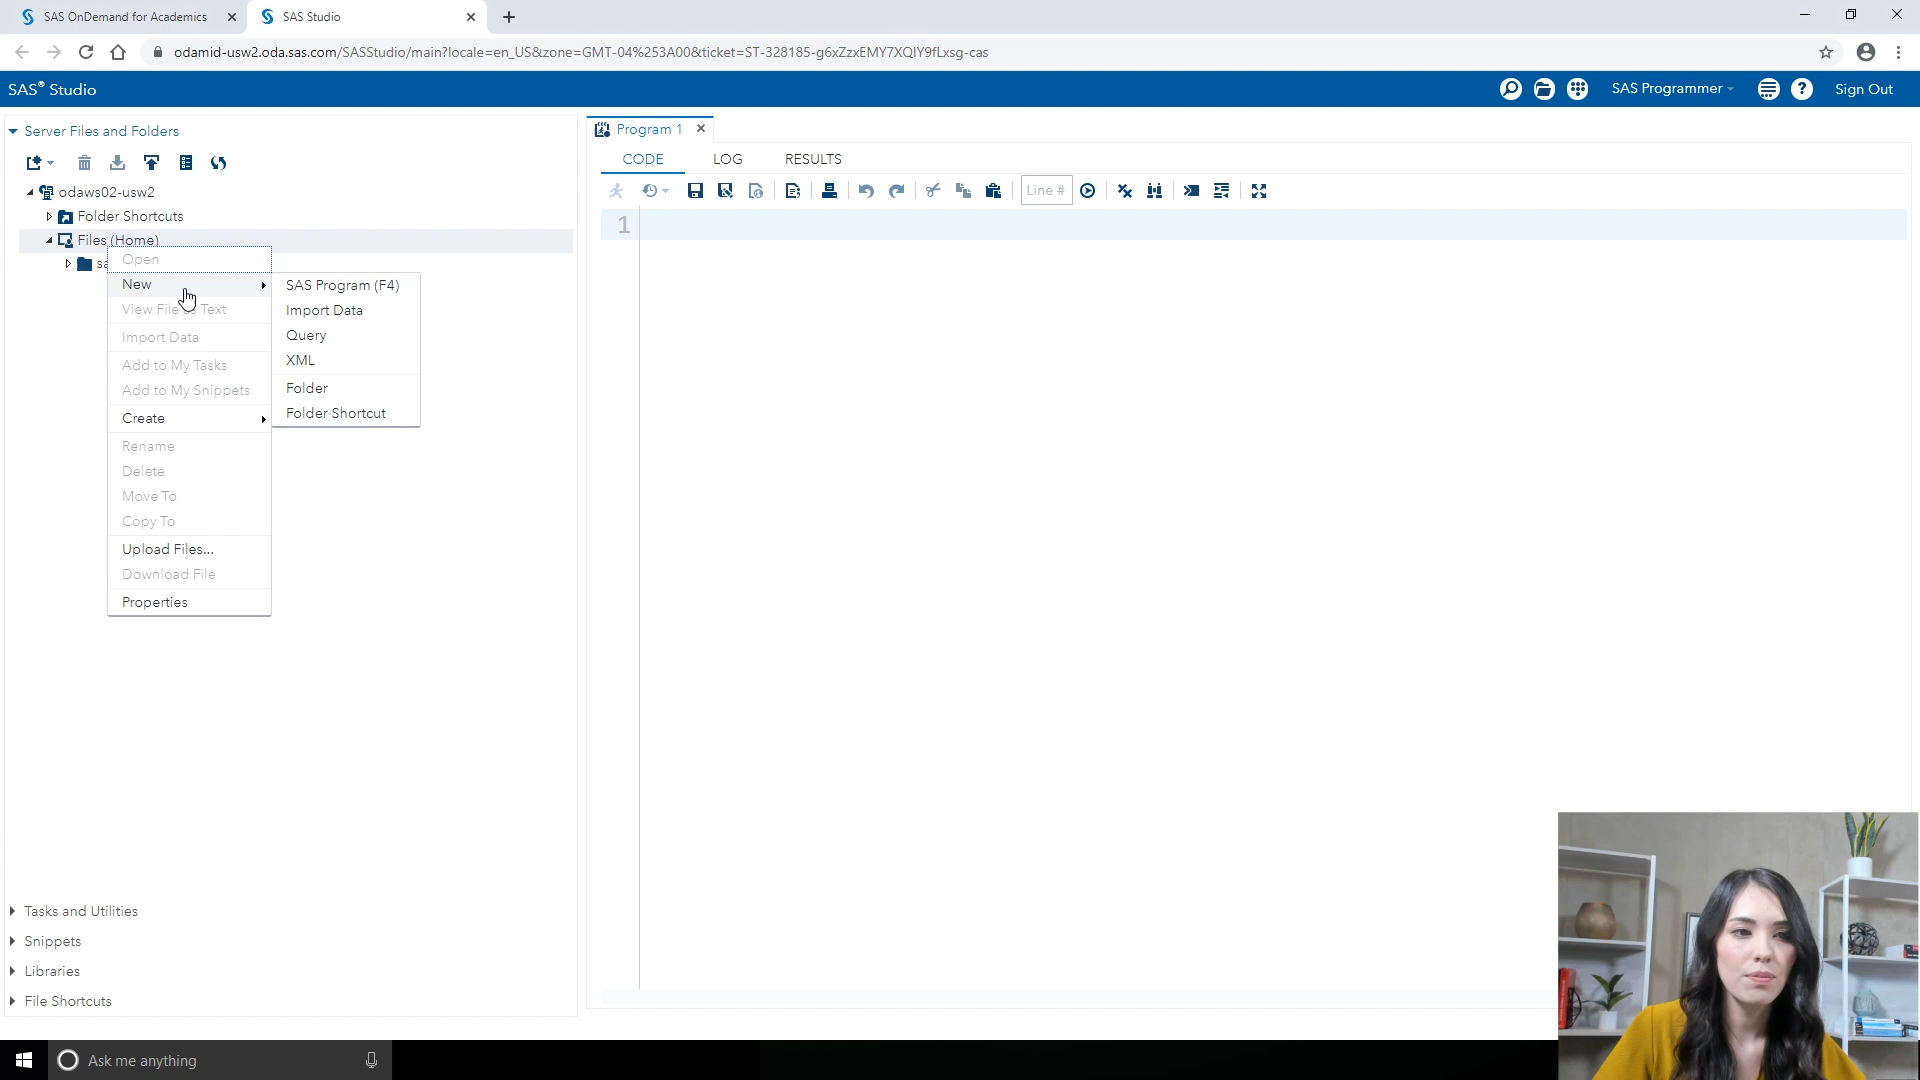 SAS OnDemand for Academics
SAS Studio
odamid-usw2.oda.sas.com/SASStudio/main?locale=en_US&zone=GMT-04%253A00&ticket=ST-328185-g6xZzxEMY7XQIY9fLxsg-cas
SAS® Studio
SAS Programmer
Sign Out
Server Files and Folders
odaws02-usw2
Folder Shortcuts
Files (Home)
Open
New
View File as Text
Import Data
Add to My Tasks
Add to My Snippets
Create
Rename
Delete
Move To
Copy To
Upload Files...
Download File
Properties
SAS Program (F4)
Import Data
Query
XML
Folder
Folder Shortcut
Tasks and Utilities
Snippets
Libraries
File Shortcuts
Program 1
CODE LOG RESULTS
Line #
1
Ask me anything